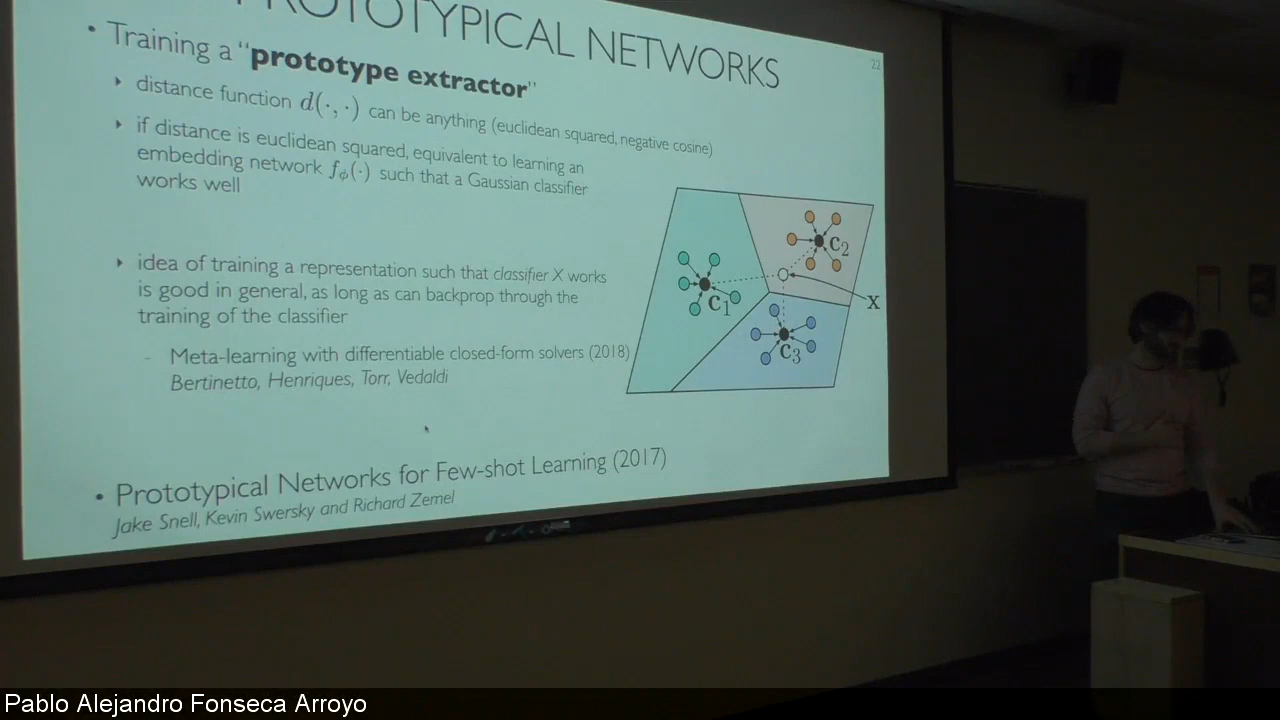 PROTOTYPICAL NETWORKS
22
• Training a "prototype extractor"
‣ distance function d(·,·) can be anything (euclidean squared, negative cosine)
‣ if distance is euclidean squared, equivalent to learning an
embedding network fϕ(·) such that a Gaussian classifier
works well
‣ idea of training a representation such that classifier X works
is good in general, as long as can backprop through the
training of the classifier
- Meta-learning with differentiable closed-form solvers (2018)
Bertinetto, Henriques, Torr, Vedaldi
c1
c2
c3
x
• Prototypical Networks for Few-shot Learning (2017)
Jake Snell, Kevin Swersky and Richard Zemel
Pablo Alejandro Fonseca Arroyo